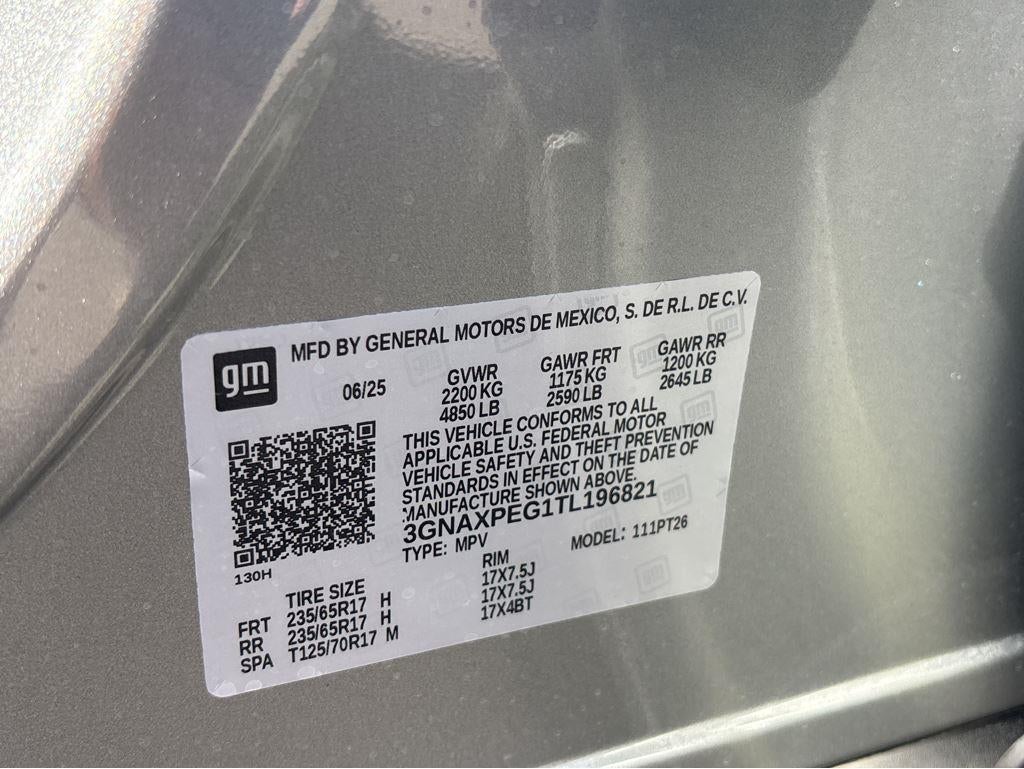 gm
MFD BY GENERAL MOTORS DE MEXICO, S. DE R.L. DE C.V.
06/25
GVWR
2200 KG
4850 LB
GAWR FRT
1175 KG
2590 LB
GAWR RR
1200 KG
2645 LB
THIS VEHICLE CONFORMS TO ALL
APPLICABLE U.S. FEDERAL MOTOR
VEHICLE SAFETY AND THEFT PREVENTION
STANDARDS IN EFFECT ON THE DATE OF
MANUFACTURE SHOWN ABOVE.
3GNAXPEG1TL196821
TYPE: MPV
MODEL: 111PT26
130H
TIRE SIZE RIM
FRT 235/65R17 H 17X7.5J
RR 235/65R17 H 17X7.5J
SPA T125/70R17 M 17X4BT